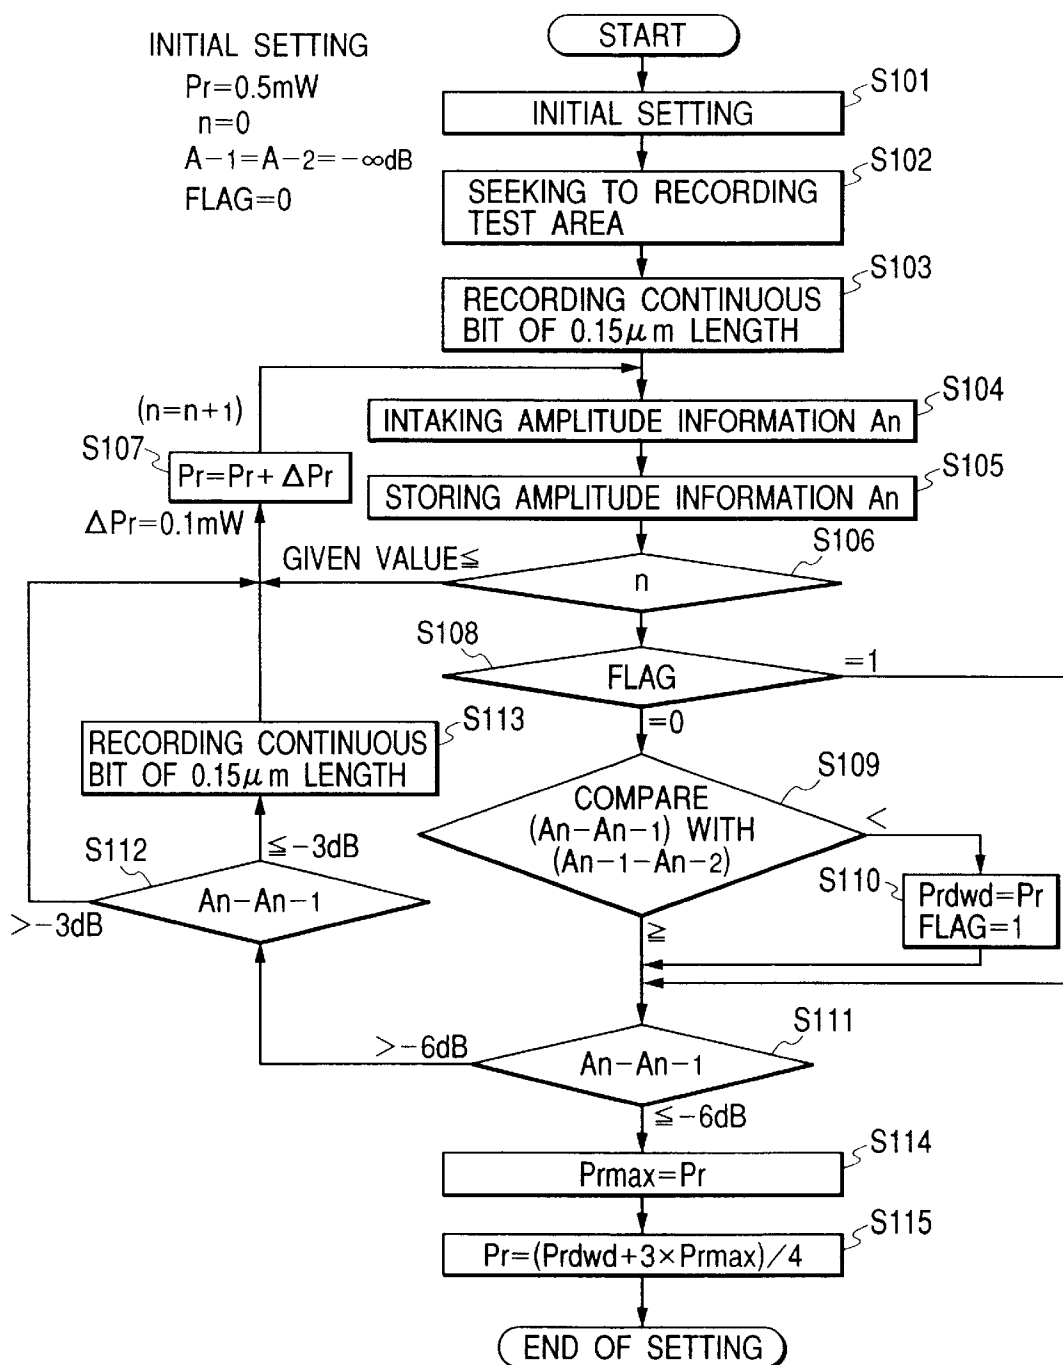 INITIAL SETTING
Pr=0.5mW
n=0
A-1=A-2=-∞dB
FLAG=0
START
S101
INITIAL SETTING
S102
SEEKING TO RECORDING
TEST AREA
S103
RECORDING CONTINUOUS
BIT OF 0.15μm LENGTH
(n=n+1)
S104
INTAKING AMPLITUDE INFORMATION An
S107
Pr=Pr+ΔPr
ΔPr=0.1mW
S105
STORING AMPLITUDE INFORMATION An
S106
GIVEN VALUE≦
n
S108
FLAG
=1
=0
S113
RECORDING CONTINUOUS
BIT OF 0.15μm LENGTH
S109
COMPARE
(An-An-1) WITH
(An-1-An-2)
<
≧
S110
Prdwd=Pr
FLAG=1
≦-3dB
S112
An-An-1
>-3dB
S111
>-6dB
An-An-1
≦-6dB
S114
Prmax=Pr
S115
Pr=(Prdwd+3×Prmax)/4
END OF SETTING